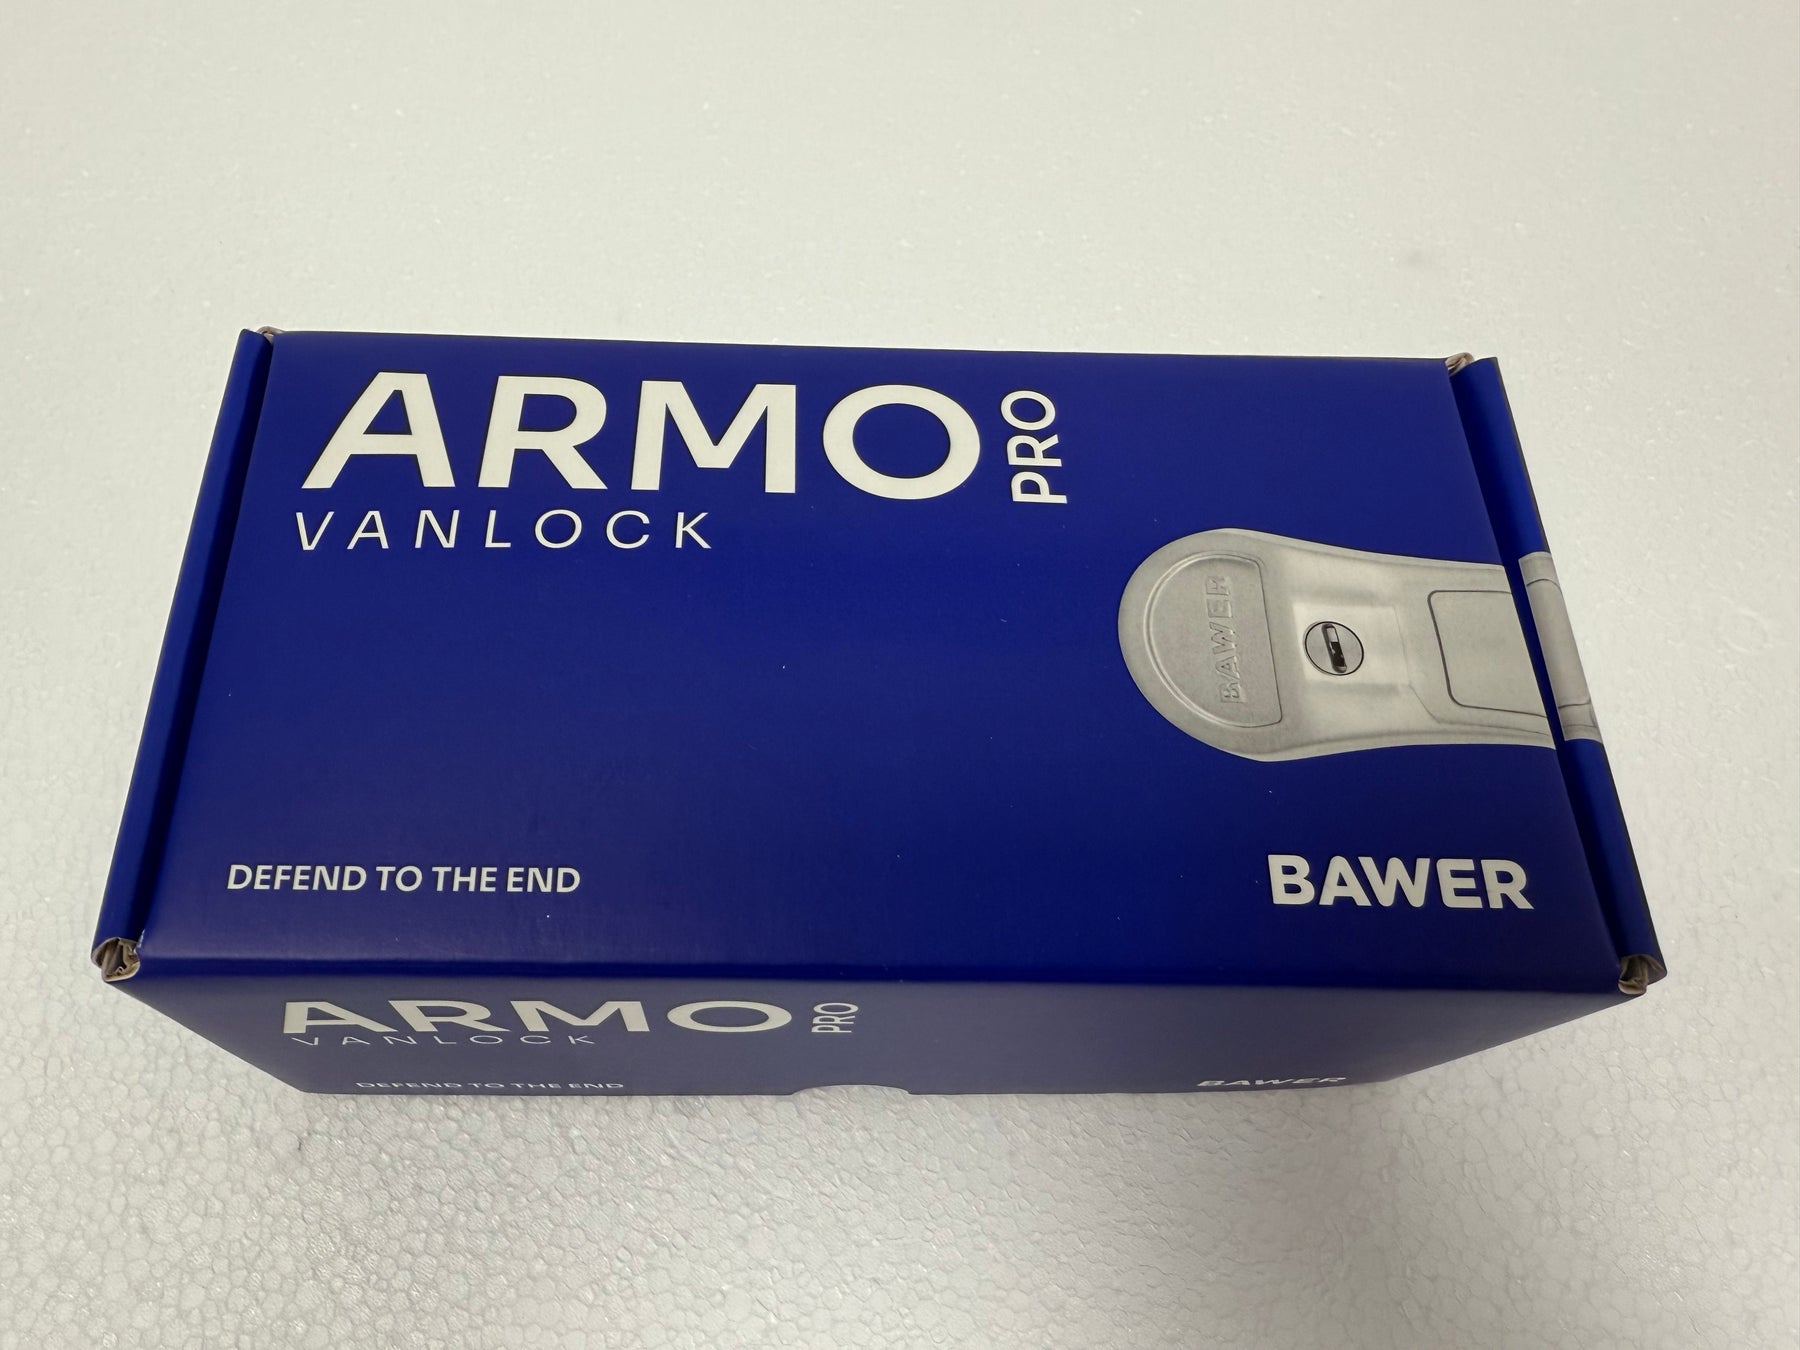 ARMO PRO
VANLOCK
BAWER
DEFEND TO THE END
BAWER
ARMO PRO
VANLOCK
DEFEND TO THE END
BAWER